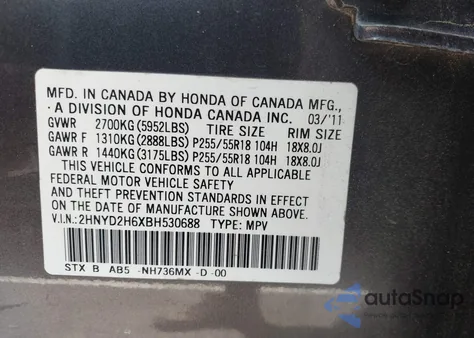 MFD. IN CANADA BY HONDA OF CANADA MFG.,
A DIVISION OF HONDA CANADA INC. 03/'11
GVWR 2700KG(5952LBS) TIRE SIZE RIM SIZE
GAWR F 1310KG(2888LBS) P255/55R18 104H 18X8.0J
GAWR R 1440KG(3175LBS) P255/55R18 104H 18X8.0J
THIS VEHICLE CONFORMS TO ALL APPLICABLE
FEDERAL MOTOR VEHICLE SAFETY
AND THEFT PREVENTION STANDARDS IN EFFECT
ON THE DATE OF MANUFACTURE SHOWN ABOVE.
V.I.N.: 2HNYD2H6XBH530688 TYPE: MPV
STX B AB5 -NH736MX -D -00
autoSnap